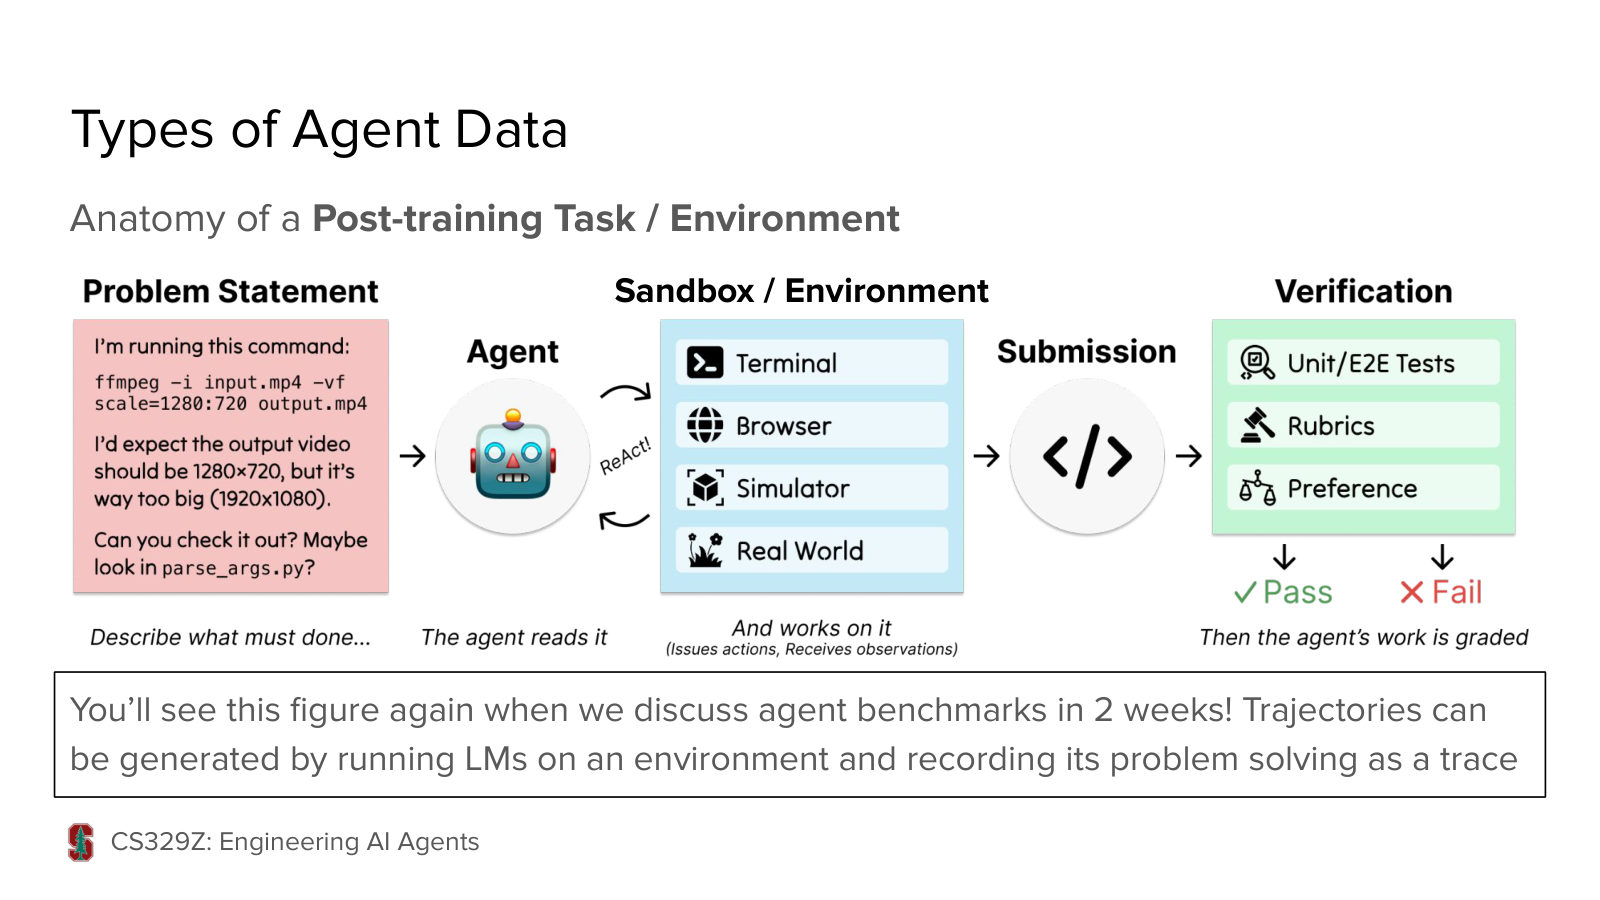 Types of Agent Data
Anatomy of a Post-training Task / Environment
Problem Statement
I'm running this command:
ffmpeg -i input.mp4 -vf
scale=1280:720 output.mp4
I'd expect the output video
should be 1280×720, but it's
way too big (1920x1080).
Can you check it out? Maybe
look in parse_args.py?
Describe what must done...
Agent
The agent reads it
ReAct!
Sandbox / Environment
Terminal
Browser
Simulator
Real World
And works on it
(Issues actions, Receives observations)
Submission
</>
Verification
Unit/E2E Tests
Rubrics
Preference
✓ Pass
✕ Fail
Then the agent's work is graded
You'll see this figure again when we discuss agent benchmarks in 2 weeks! Trajectories can
be generated by running LMs on an environment and recording its problem solving as a trace
S
CS329Z: Engineering AI Agents